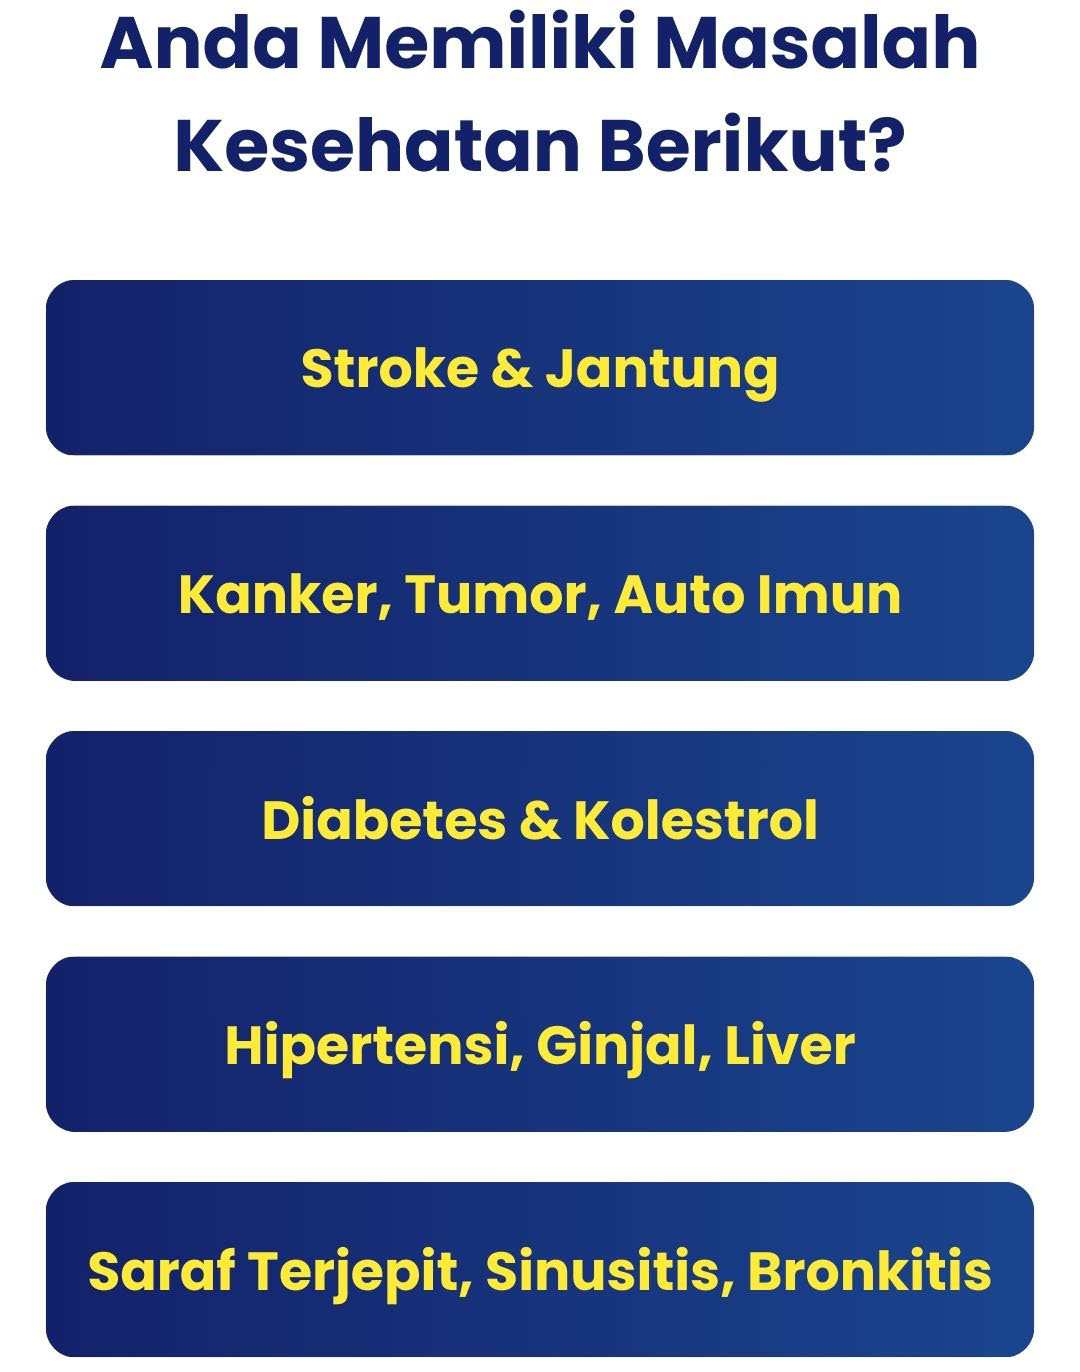 Anda Memiliki Masalah
Kesehatan Berikut?
Stroke & Jantung
Kanker, Tumor, Auto Imun
Diabetes & Kolestrol
Hipertensi, Ginjal, Liver
Saraf Terjepit, Sinusitis, Bronkitis